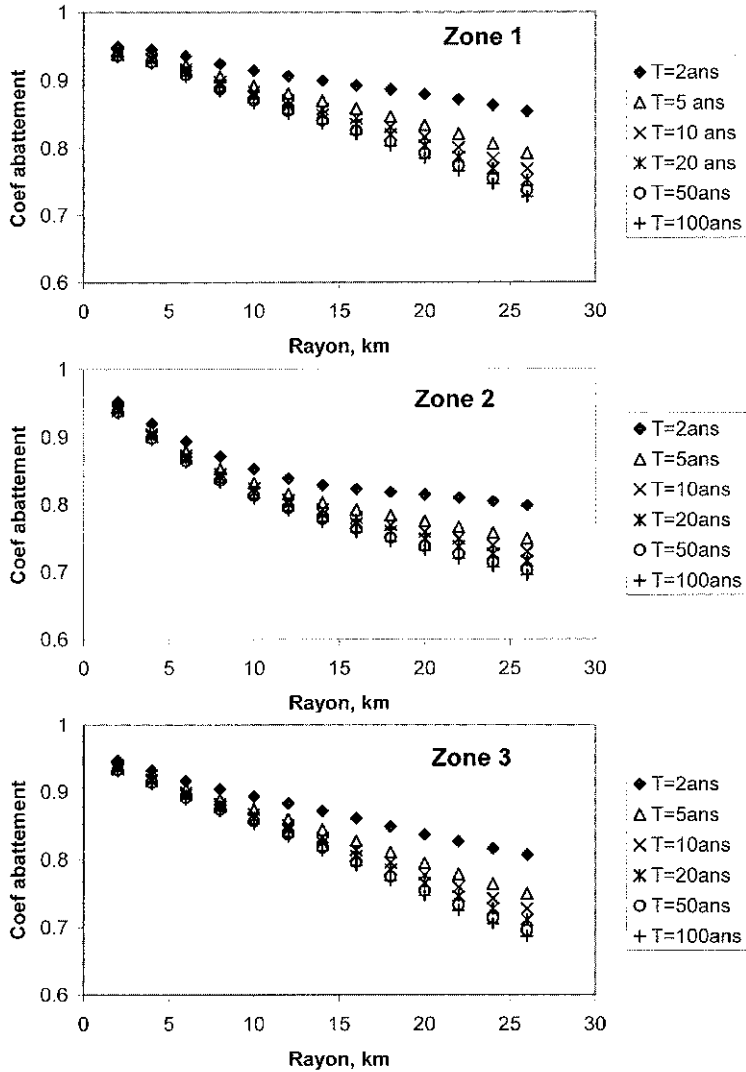 Zone 1
1
0.9
0.8
0.7
0.6
Coef abattement
0 5 10 15 20 25 30
Rayon, km
T=2ans
T=5 ans
T=10 ans
T=20 ans
T=50ans
T=100ans
Zone 2
1
0.9
0.8
0.7
0.6
Coef abattement
0 5 10 15 20 25 30
Rayon, km
T=2ans
T=5ans
T=10ans
T=20ans
T=50ans
T=100ans
Zone 3
1
0.9
0.8
0.7
0.6
Coef abattement
0 5 10 15 20 25 30
Rayon, km
T=2ans
T=5ans
T=10ans
T=20ans
T=50ans
T=100ans